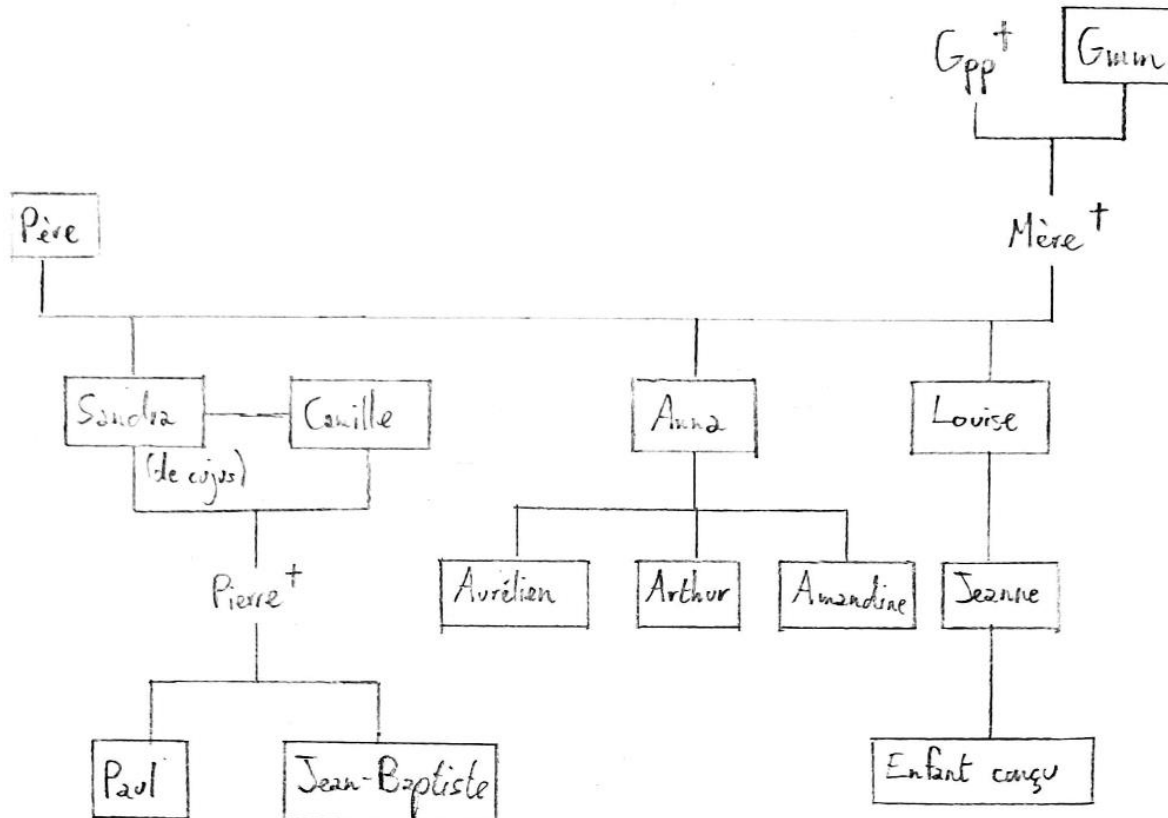 Gpp†
Gmm
Père
Mère†
Sandra
Camille
Anna
Louise
(de cujus)
Pierre†
Aurélien
Arthur
Amandine
Jeanne
Paul
Jean-Baptiste
Enfant conçu